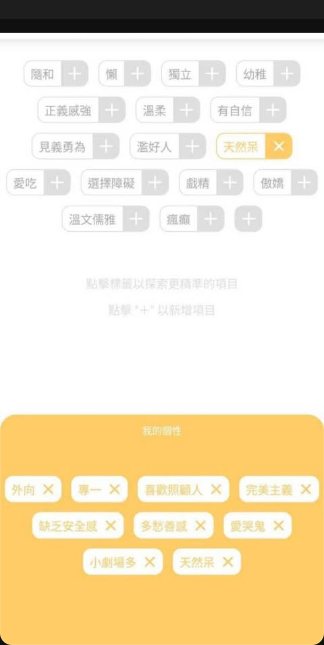 隨和 懶 獨立 幼稚
正義感強 溫柔 有自信
見義勇為 濫好人 天然呆
愛吃 選擇障礙 戲精 傲嬌
溫文儒雅 瘋癲
點擊標籤以探索更精準的項目
點擊 "+" 以新增項目
我的個性
外向 專一 喜歡照顧人 完美主義
缺乏安全感 多愁善感 愛哭鬼
小劇場多 天然呆